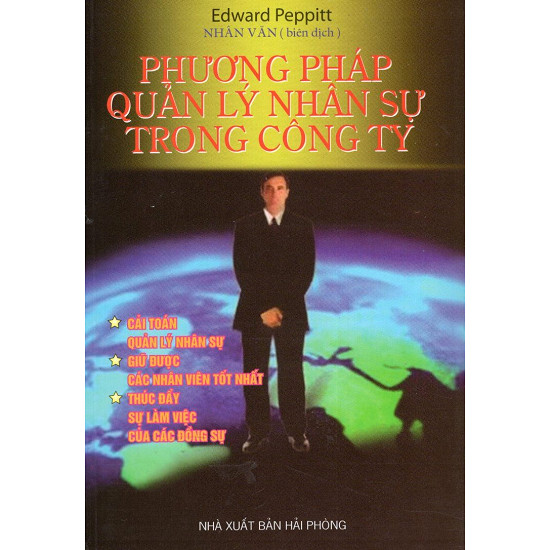 Edward Peppitt
NHÂN VĂN ( biên dịch )
PHƯƠNG PHÁP
QUẢN LÝ NHÂN SỰ
TRONG CÔNG TY
CẢI TOÀN
QUẢN LÝ NHÂN SỰ
GIỮ ĐƯỢC
CÁC NHÂN VIÊN TỐT NHẤT
THÚC ĐẨY
SỰ LÀM VIỆC
CỦA CÁC ĐỒNG SỰ
NHÀ XUẤT BẢN HẢI PHÒNG